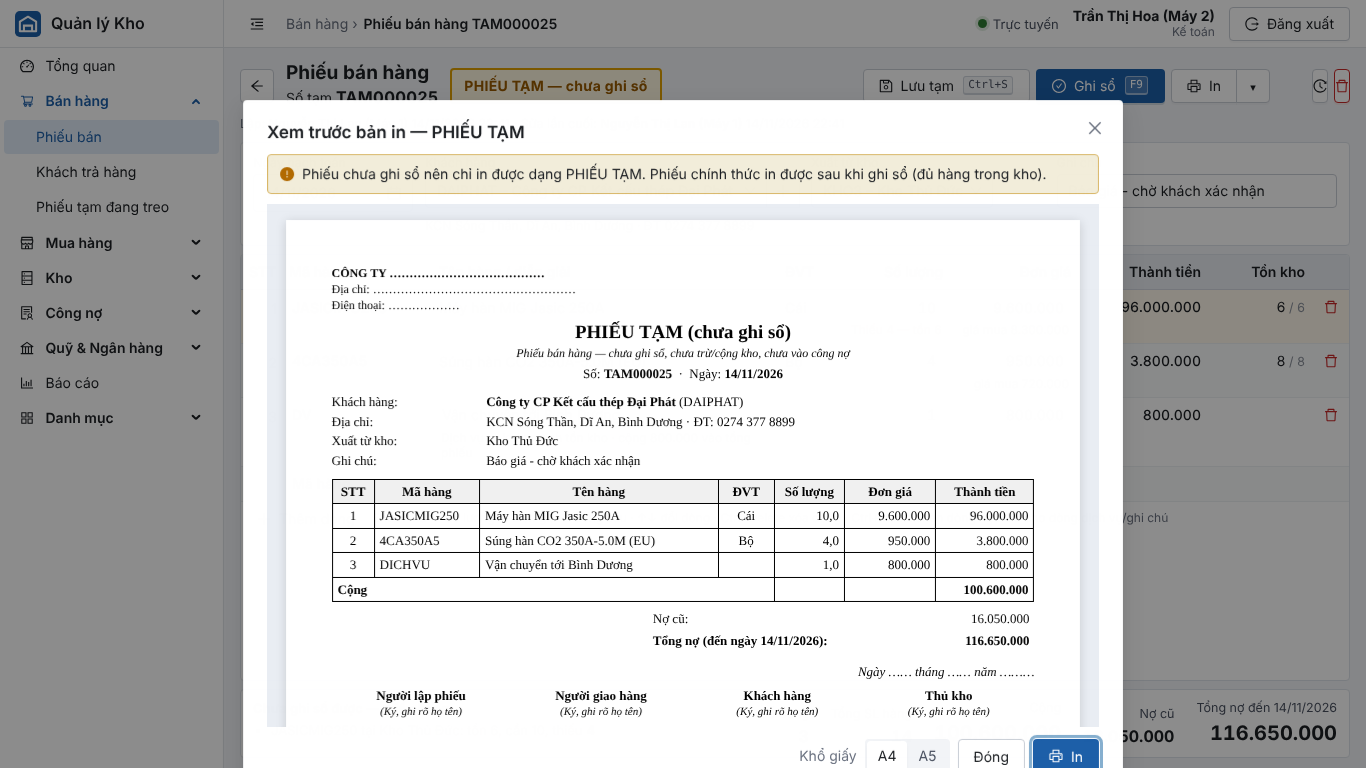 Quản lý Kho
Bán hàng › Phiếu bán hàng TAM000025
Trực tuyến
Trần Thị Hoa (Máy 2)
Kế toán
Đăng xuất
Tổng quan
Bán hàng
Phiếu bán
Khách trả hàng
Phiếu tạm đang treo
Mua hàng
Kho
Công nợ
Quỹ & Ngân hàng
Báo cáo
Danh mục
Phiếu bán hàng
Số tạm TAM000025
PHIẾU TẠM — chưa ghi sổ
Lưu tạm Ctrl+S
Ghi sổ F9
In
Xem trước bản in — PHIẾU TẠM
Phiếu chưa ghi sổ nên chỉ in được dạng PHIẾU TẠM. Phiếu chính thức in được sau khi ghi sổ (đủ hàng trong kho).
CÔNG TY ………………………………
Địa chỉ: ……………………………………………
Điện thoại: ………………
PHIẾU TẠM (chưa ghi sổ)
Phiếu bán hàng — chưa ghi sổ, chưa trừ/cộng kho, chưa vào công nợ
Số: TAM000025 · Ngày: 14/11/2026
Khách hàng: Công ty CP Kết cấu thép Đại Phát (DAIPHAT)
Địa chỉ: KCN Sóng Thần, Dĩ An, Bình Dương · ĐT: 0274 377 8899
Xuất từ kho: Kho Thủ Đức
Ghi chú: Báo giá - chờ khách xác nhận
STT Mã hàng Tên hàng ĐVT Số lượng Đơn giá Thành tiền
1 JASICMIG250 Máy hàn MIG Jasic 250A Cái 10,0 9.600.000 96.000.000
2 4CA350A5 Súng hàn CO2 350A-5.0M (EU) Bộ 4,0 950.000 3.800.000
3 DICHVU Vận chuyển tới Bình Dương 1,0 800.000 800.000
Cộng 100.600.000
Nợ cũ: 16.050.000
Tổng nợ (đến ngày 14/11/2026): 116.650.000
Ngày …… tháng …… năm ………
Người lập phiếu Người giao hàng Khách hàng Thủ kho
(Ký, ghi rõ họ tên) (Ký, ghi rõ họ tên) (Ký, ghi rõ họ tên) (Ký, ghi rõ họ tên)
Khổ giấy A4 A5 Đóng In
- chờ khách xác nhận
Thành tiền Tồn kho
96.000.000 6 / 6
3.800.000 8 / 8
800.000
/ghi chú
Nợ cũ Tổng nợ đến 14/11/2026
50.000 116.650.000